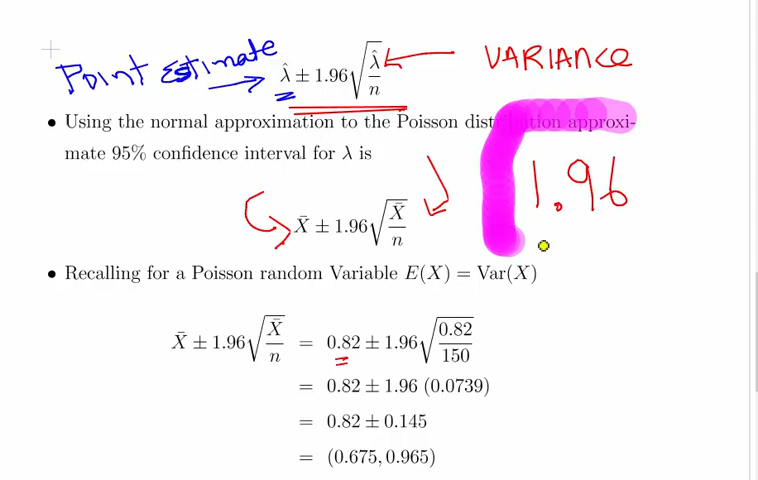 Point Estimate
VARIANCE
λ̂ ± 1.96√(λ̂/n)
• Using the normal approximation to the Poisson distribution approxi-
mate 95% confidence interval for λ is
1.96
X̄ ± 1.96√(X̄/n)
• Recalling for a Poisson random Variable E(X) = Var(X)
X̄ ± 1.96√(X̄/n) = 0.82 ± 1.96√(0.82/150)
= 0.82 ± 1.96 (0.0739)
= 0.82 ± 0.145
= (0.675, 0.965)